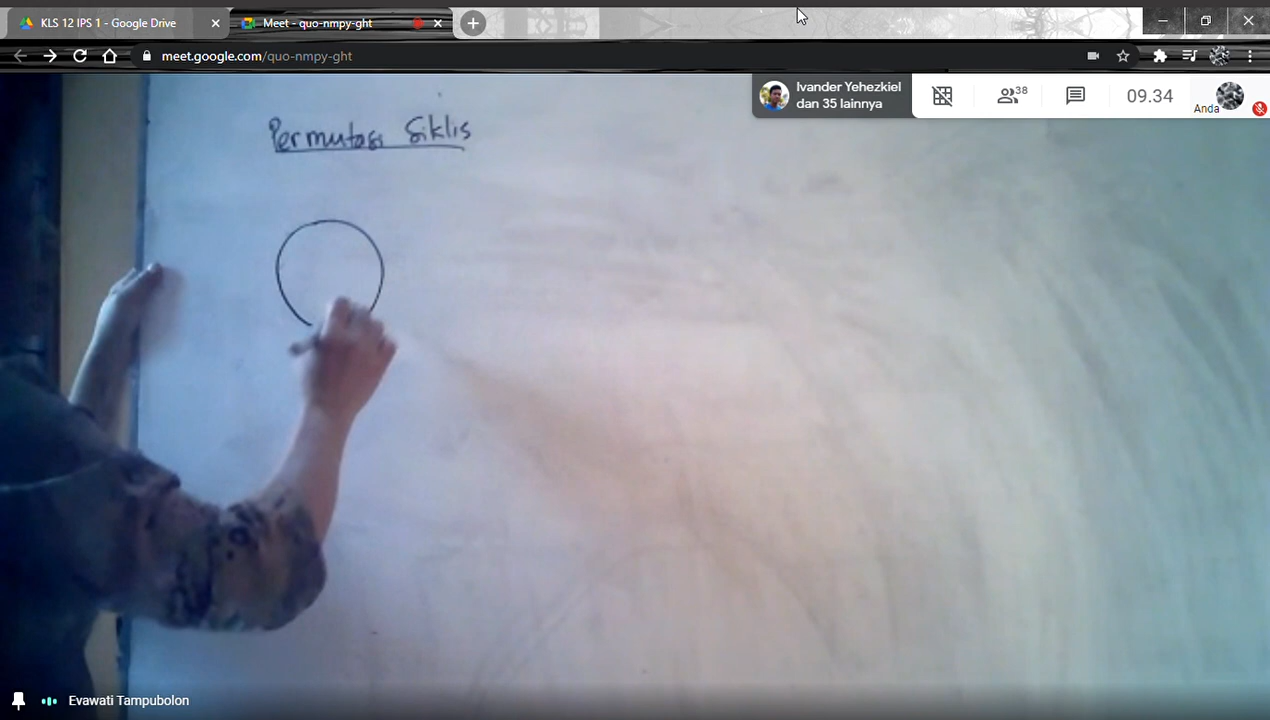 KLS 12 IPS 1 - Google Drive
Meet - quo-nmpy-ght
meet.google.com/quo-nmpy-ght
Ivander Yehezkiel
dan 35 lainnya
38
09.34
Anda
Permutasi Siklis
Evawati Tampubolon